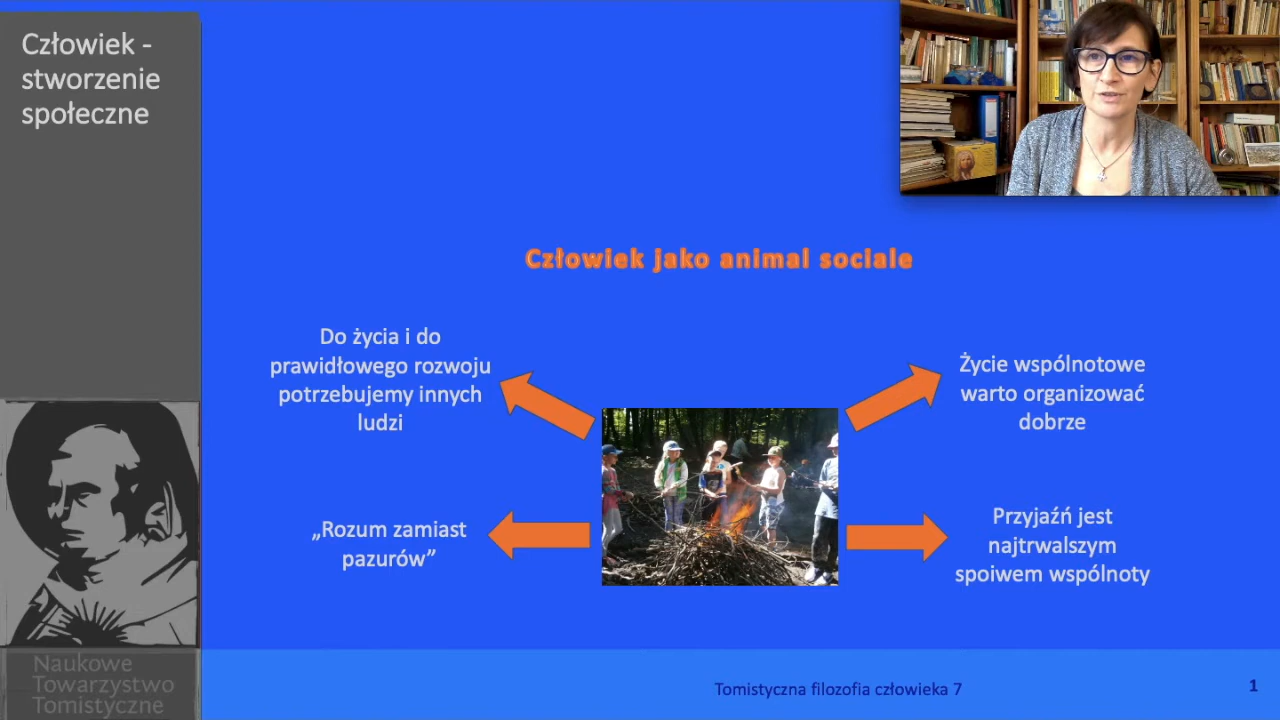 Człowiek -
stworzenie
społeczne
Człowiek jako animal sociale
Do życia i do
prawidłowego rozwoju
potrzebujemy innych
ludzi
Życie wspólnotowe
warto organizować
dobrze
„Rozum zamiast
pazurów”
Przyjaźń jest
najtrwalszym
spoiwem wspólnoty
Naukowe
Towarzystwo
Tomistyczne
Tomistyczna filozofia człowieka 7
1